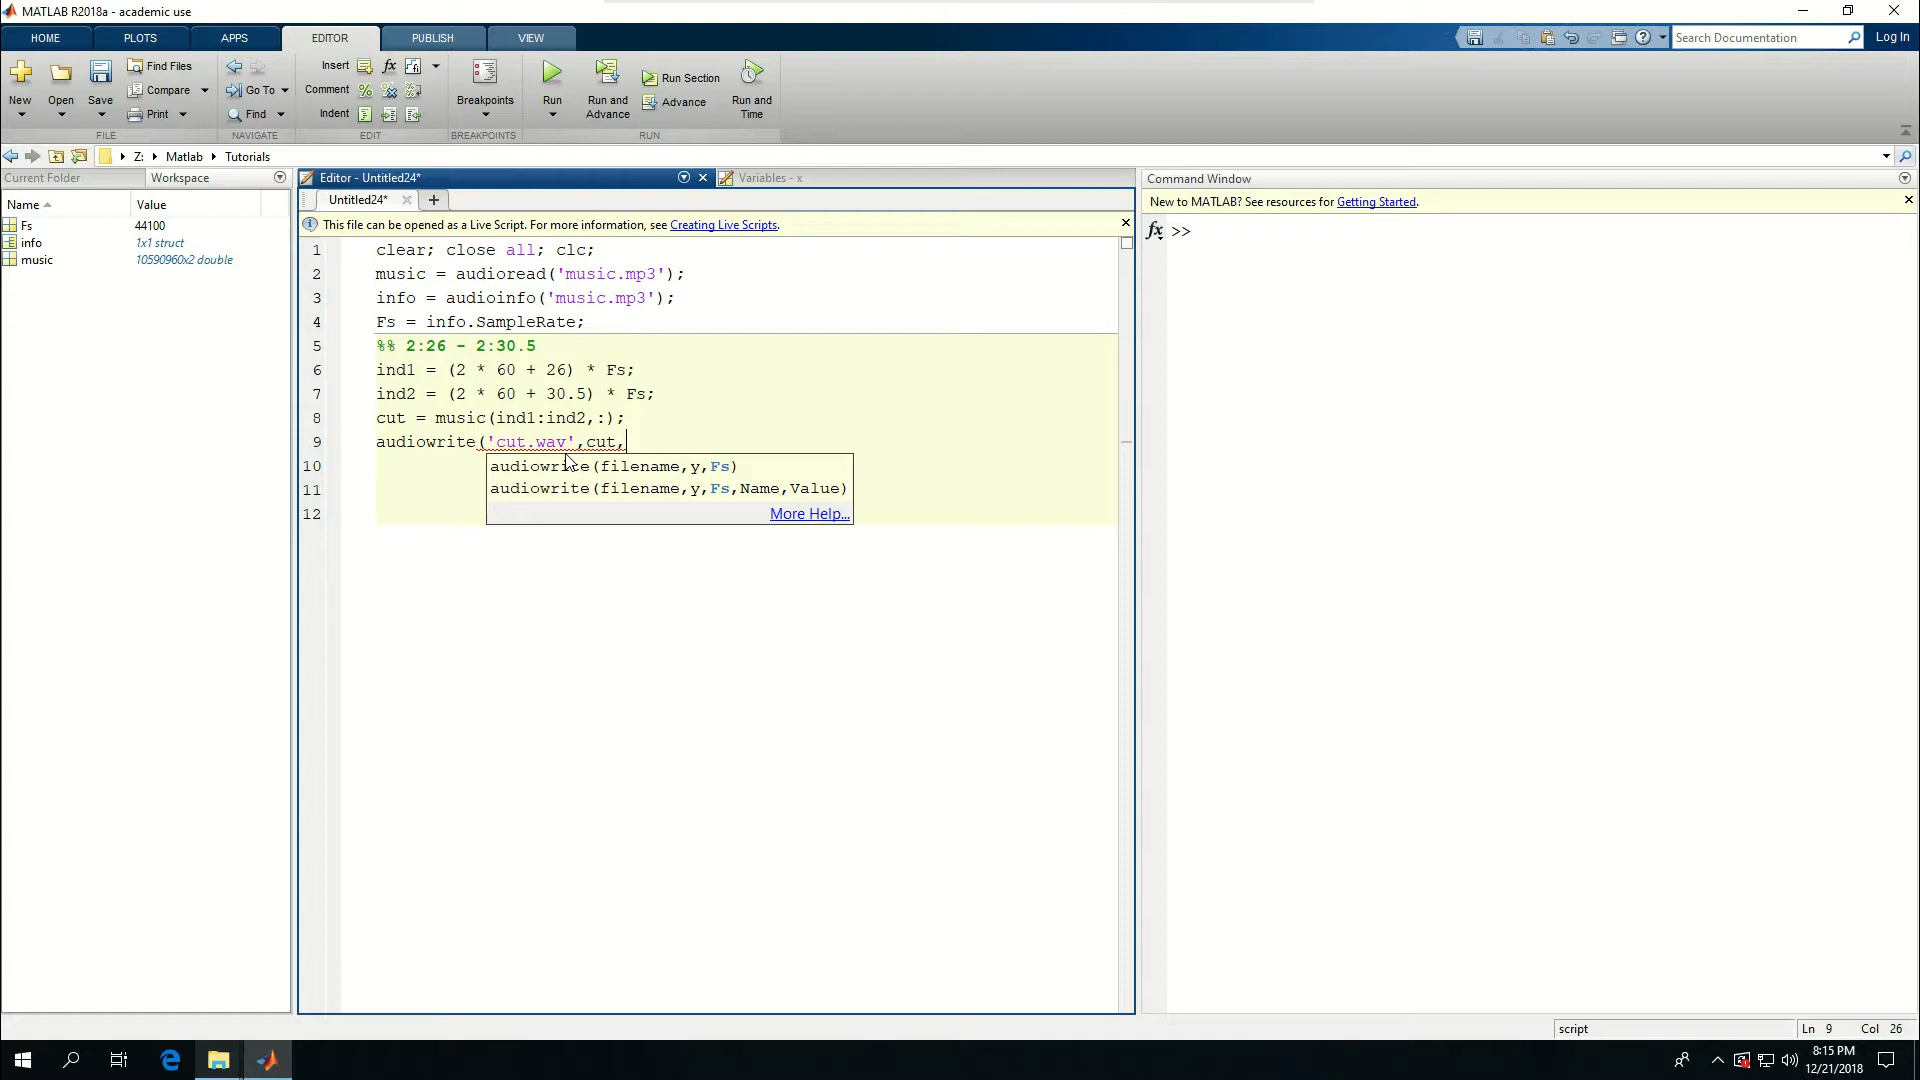 MATLAB R2018a - academic use
HOME PLOTS APPS EDITOR PUBLISH VIEW
Search Documentation
Log In
New
Open
Save
Find Files
Compare
Print
FILE
Go To
Find
NAVIGATE
Insert
fx
Comment
Indent
EDIT
Breakpoints
BREAKPOINTS
Run
Run and Advance
Run Section
Advance
Run and Time
RUN
Z: Matlab Tutorials
Current Folder Workspace
Name Value
Fs 44100
info 1x1 struct
music 10590960x2 double
Editor - Untitled24*
Variables - x
Untitled24*
This file can be opened as a Live Script. For more information, see Creating Live Scripts.
1 clear; close all; clc;
2 music = audioread('music.mp3');
3 info = audioinfo('music.mp3');
4 Fs = info.SampleRate;
5 %% 2:26 - 2:30.5
6 ind1 = (2 * 60 + 26) * Fs;
7 ind2 = (2 * 60 + 30.5) * Fs;
8 cut = music(ind1:ind2,:);
9 audiowrite('cut.wav',cut,
10
11
12
audiowrite(filename,y,Fs)
audiowrite(filename,y,Fs,Name,Value)
More Help...
Command Window
New to MATLAB? See resources for Getting Started.
fx >>
script
Ln 9 Col 26
8:15 PM
12/21/2018